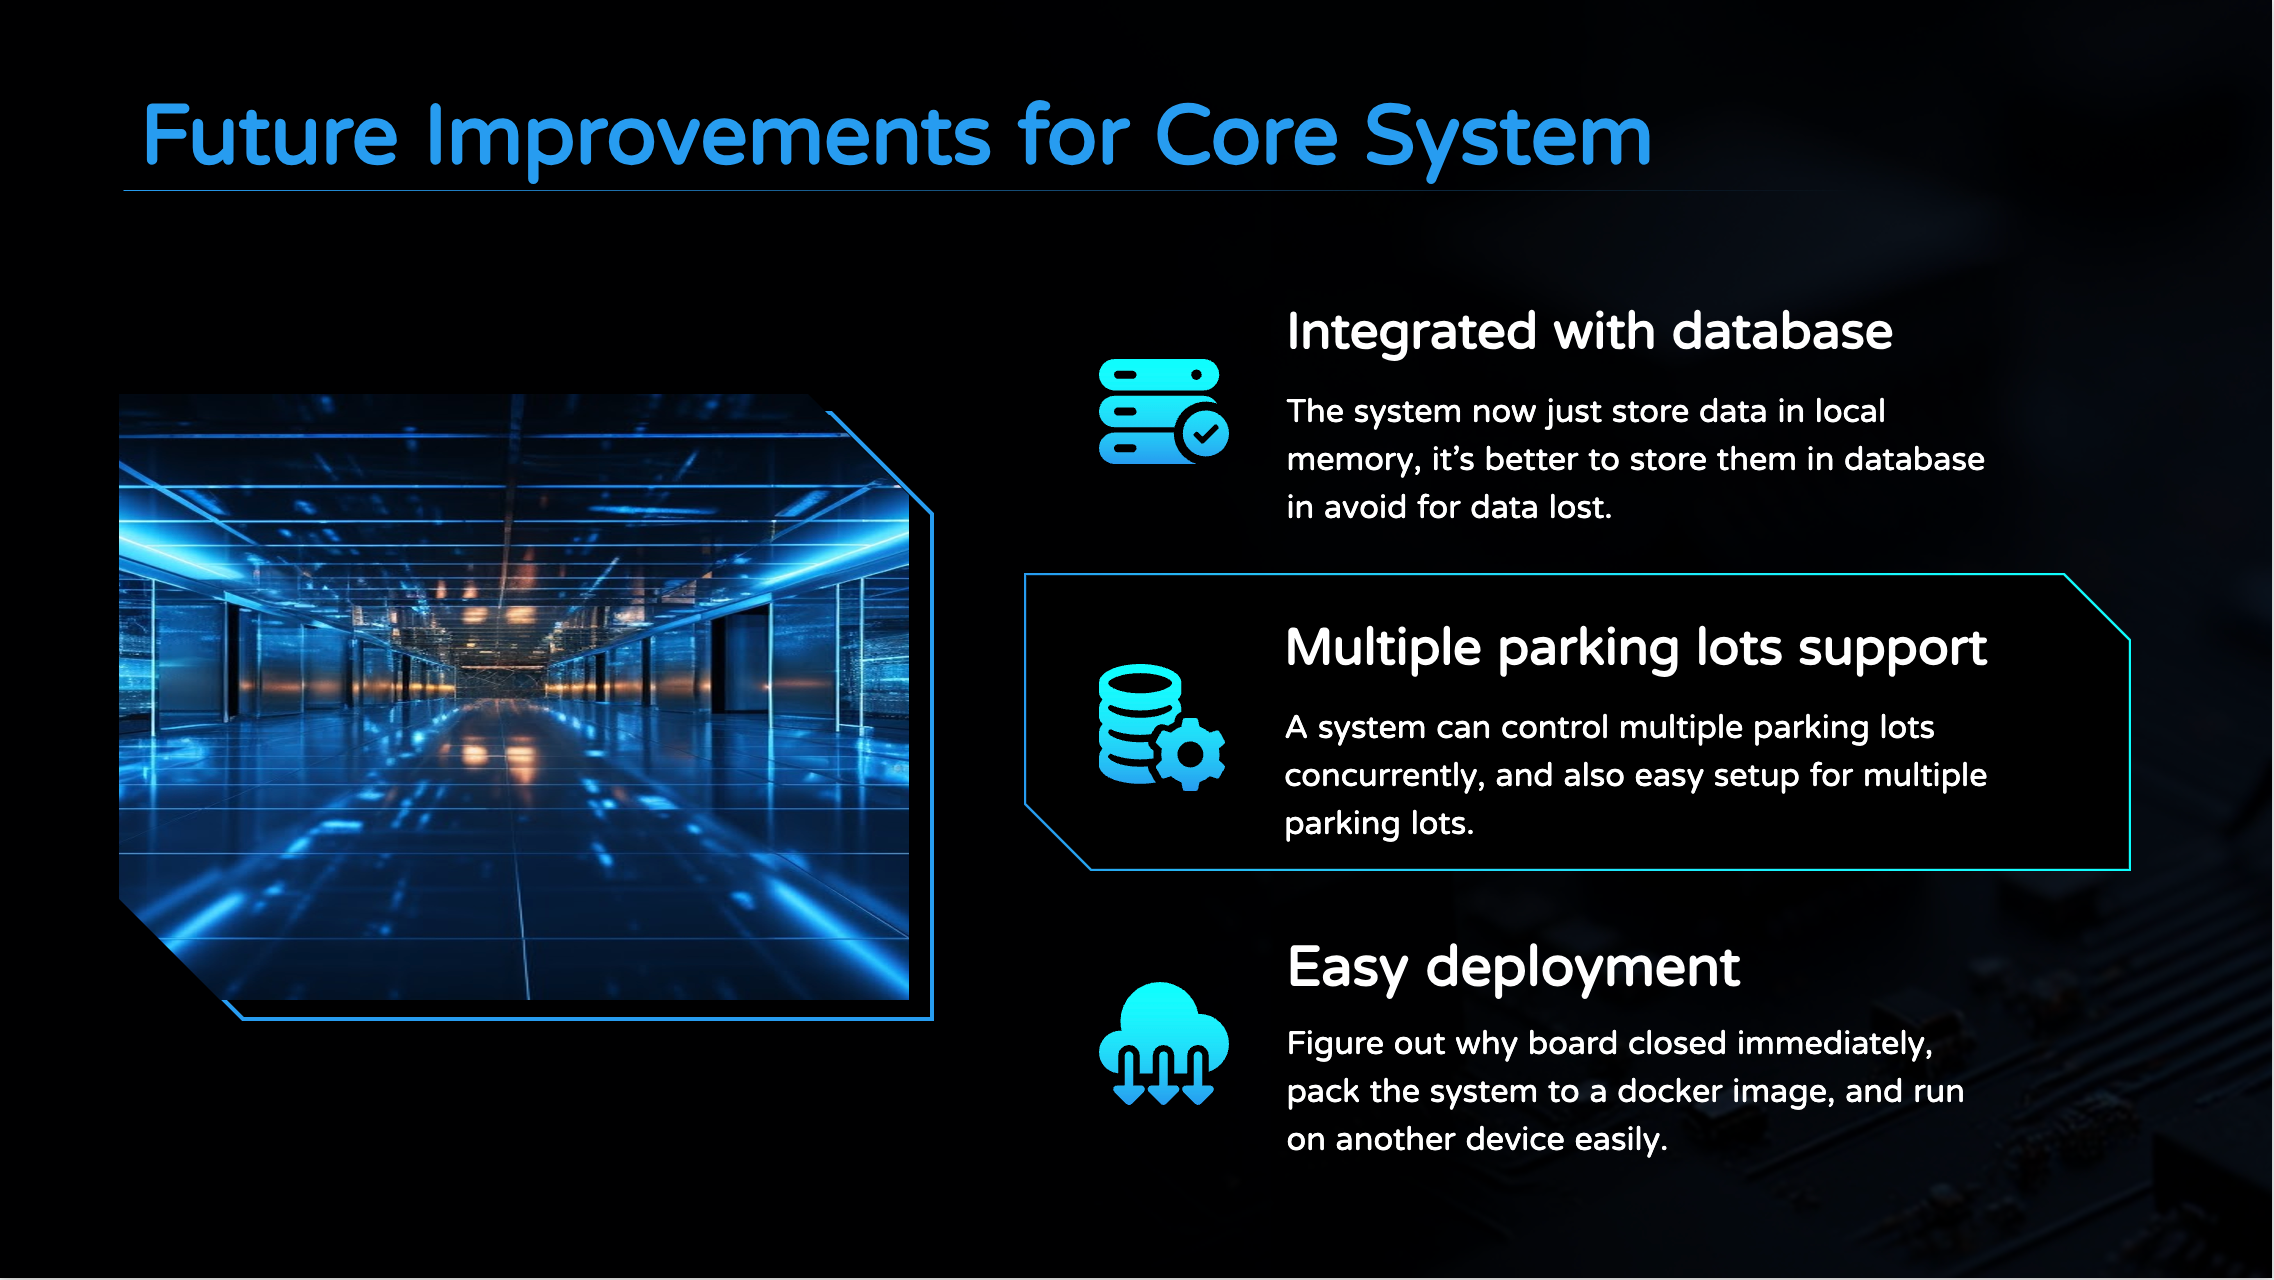 Future Improvements for Core System
Integrated with database
The system now just store data in local
memory, it’s better to store them in database
in avoid for data lost.
Multiple parking lots support
A system can control multiple parking lots
concurrently, and also easy setup for multiple
parking lots.
Easy deployment
Figure out why board closed immediately,
pack the system to a docker image, and run
on another device easily.